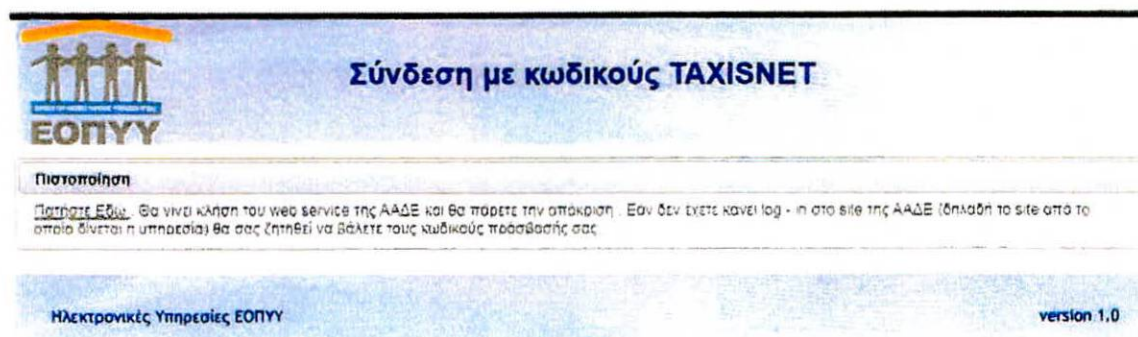 Σύνδεση με κωδικούς TAXISNET
ΕΟΠΥΥ
Πιστοποίηση
Πατήστε Εδώ . Θα γίνει κλήση του web service της ΑΑΔΕ και θα πάρετε την απόκριση . Εάν δεν έχετε κάνει log - in στο site της ΑΑΔΕ (δηλαδή το site από το
οποίο δίνεται η υπηρεσία) θα σας ζητηθεί να βάλετε τους κωδικούς πρόσβασής σας
Ηλεκτρονικές Υπηρεσίες ΕΟΠΥΥ
version 1.0